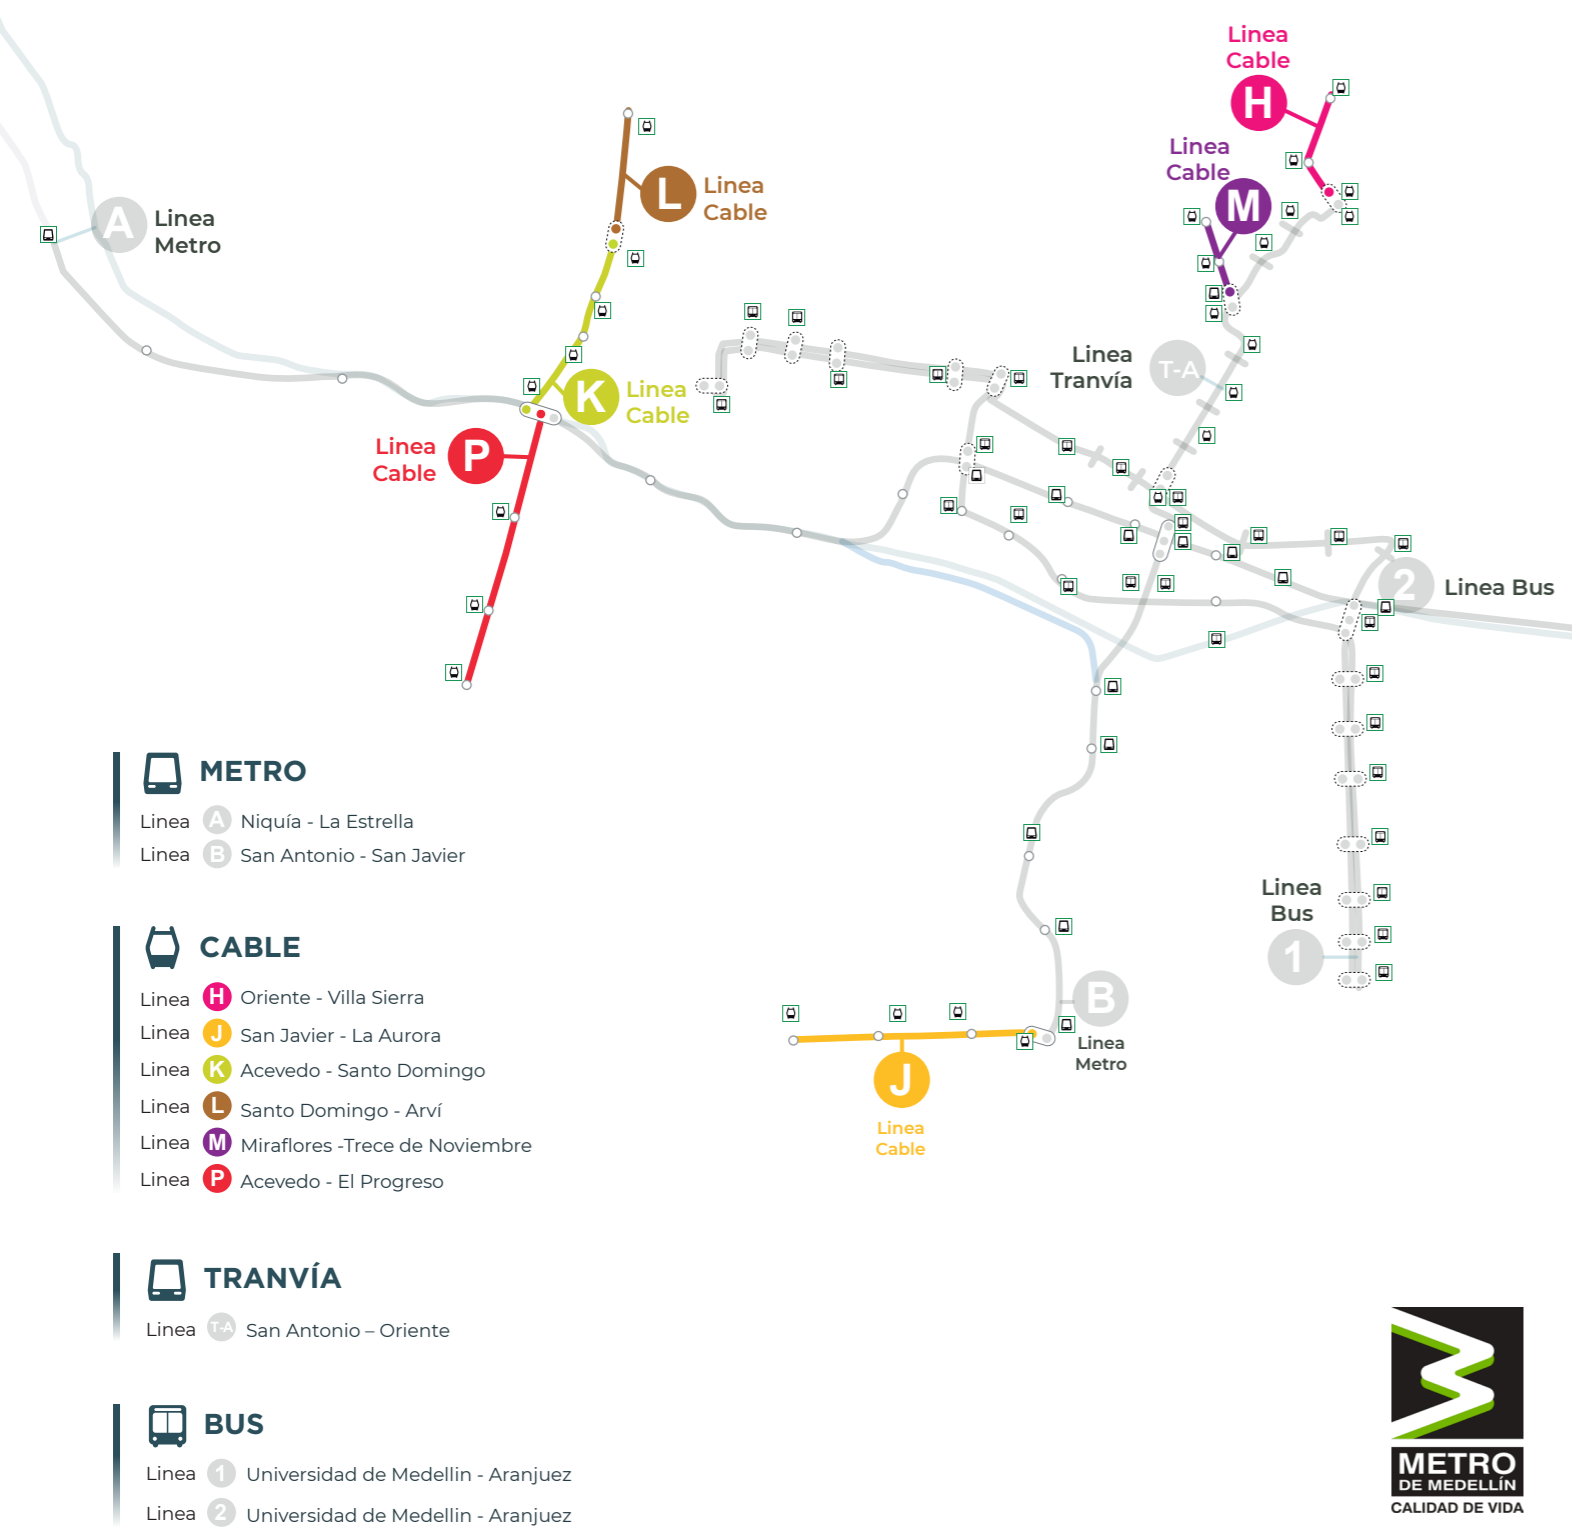 Linea
Cable
H
Linea
Cable
M
L
Linea
Cable
A
Linea
Metro
Linea
Tranvía
T-A
K
Linea
Cable
Linea
Cable
P
2
Linea Bus
Linea
Bus
1
B
Linea
Metro
J
Linea
Cable
METRO
Linea A Niquía - La Estrella
Linea B San Antonio - San Javier
CABLE
Linea H Oriente - Villa Sierra
Linea J San Javier - La Aurora
Linea K Acevedo - Santo Domingo
Linea L Santo Domingo - Arví
Linea M Miraflores -Trece de Noviembre
Linea P Acevedo - El Progreso
TRANVÍA
Linea T-A San Antonio – Oriente
BUS
Linea 1 Universidad de Medellin - Aranjuez
Linea 2 Universidad de Medellin - Aranjuez
METRO
DE MEDELLÍN
CALIDAD DE VIDA